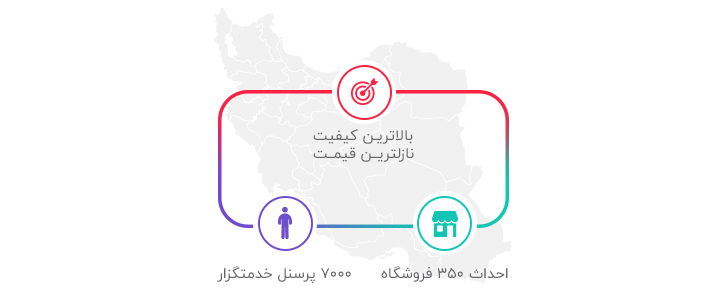 بالاترین کیفیت
نازلترین قیمت
احداث ۳۵۰ فروشگاه
۷۰۰۰ پرسنل خدمتگزار